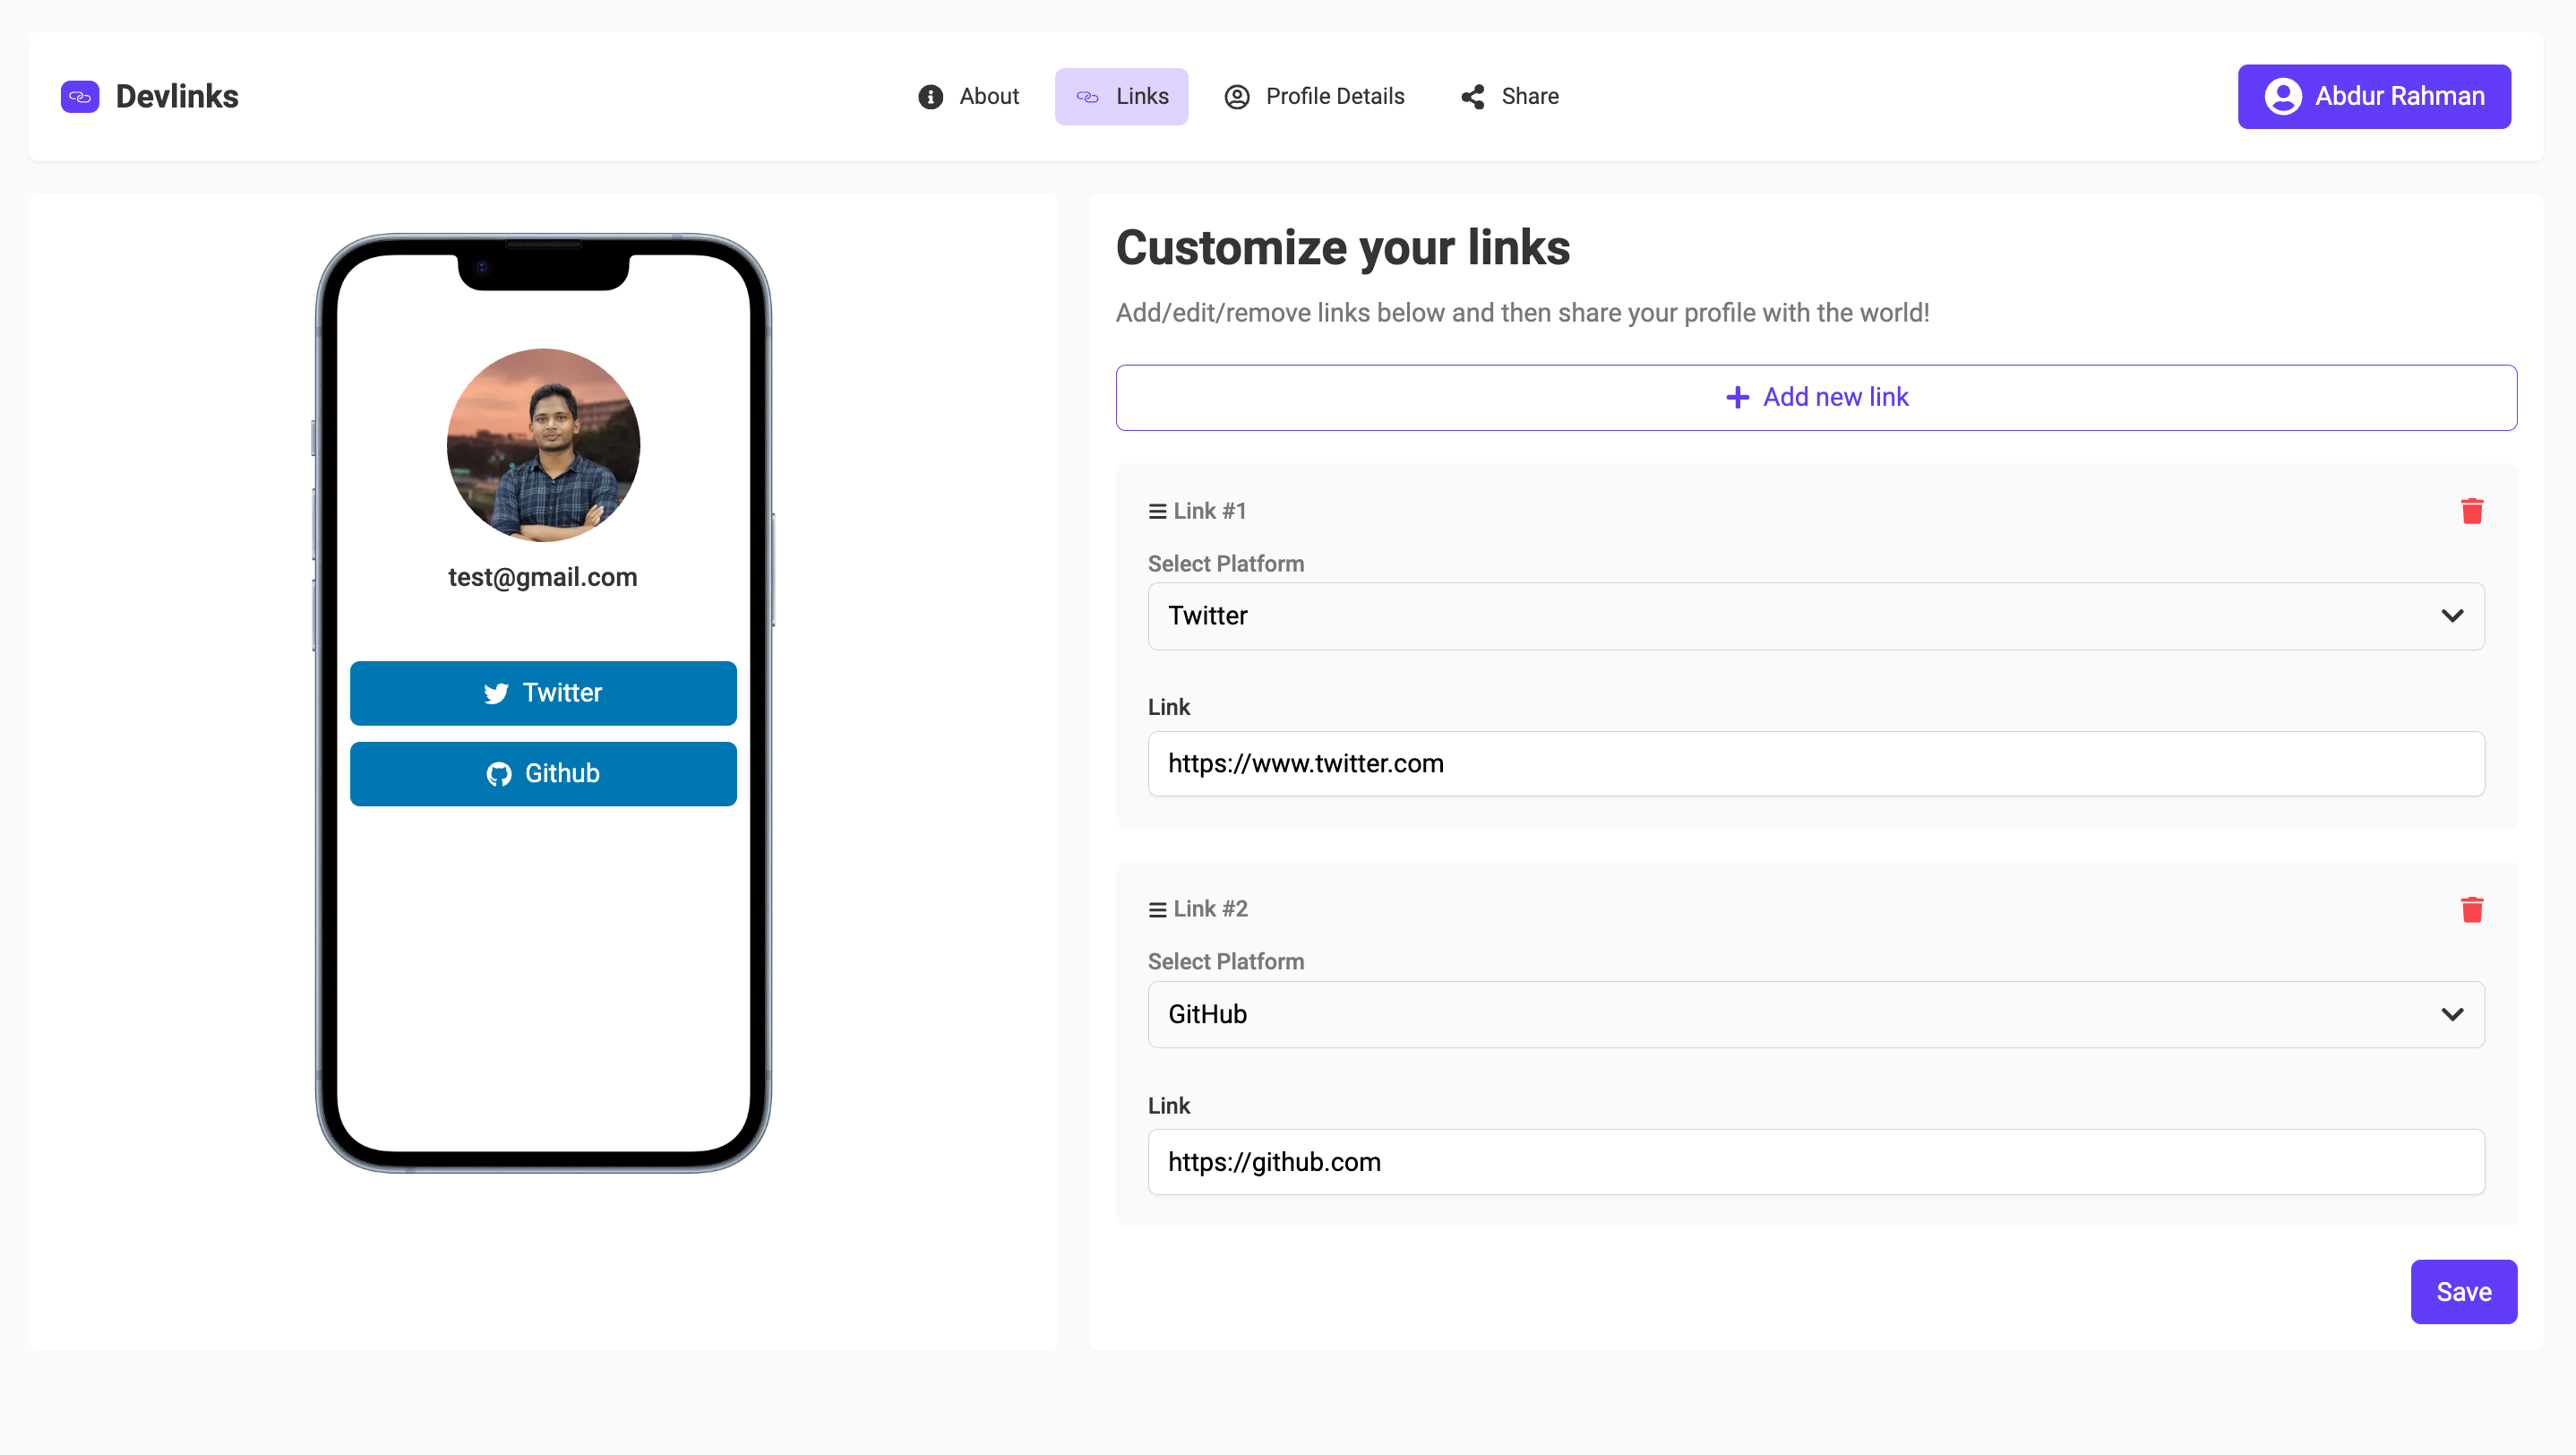 Devlinks
About
Links
Profile Details
Share
Abdur Rahman
test@gmail.com
Twitter
Github
Customize your links
Add/edit/remove links below and then share your profile with the world!
Add new link
Link #1
Select Platform
Twitter
Link
https://www.twitter.com
Link #2
Select Platform
GitHub
Link
https://github.com
Save